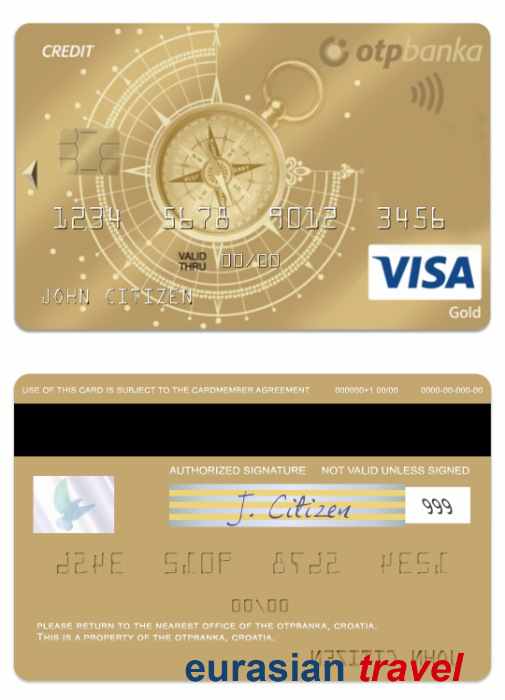 CREDIT
otpbanka
1234 5678 9012 3456
VALID
THRU 00/00
JOHN CITIZEN
VISA
Gold
USE OF THIS CARD IS SUBJECT TO THE CARDMEMBER AGREEMENT 000000+1 00/00 0000-00-000-00
AUTHORIZED SIGNATURE NOT VALID UNLESS SIGNED
J. Citizen 999
1234 5678 9012 3456
00/00
PLEASE RETURN TO THE NEAREST OFFICE OF THE OTPBANKA, CROATIA.
THIS IS A PROPERTY OF THE OTPBANKA, CROATIA.
JOHN CITIZEN
eurasian travel